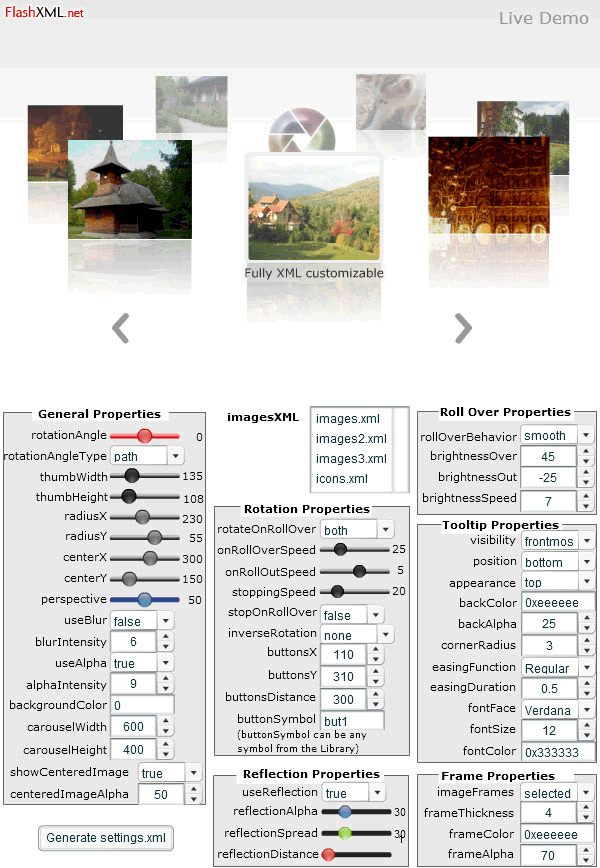 FlashXML.net
Live Demo
Fully XML customizable
General Properties
rotationAngle 0
rotationAngleType path
thumbWidth 135
thumbHeight 108
radiusX 230
radiusY 55
centerX 300
centerY 150
perspective 50
useBlur false
blurIntensity 6
useAlpha true
alphaIntensity 9
backgroundColor 0
carouselWidth 600
carouselHeight 400
showCenteredImage true
centeredImageAlpha 50
Generate settings.xml
imagesXML
images.xml
images2.xml
images3.xml
icons.xml
Rotation Properties
rotateOnRollOver both
onRollOverSpeed 25
onRollOutSpeed 5
stoppingSpeed 20
stopOnRollOver false
inverseRotation none
buttonsX 110
buttonsY 310
buttonsDistance 300
buttonSymbol but1
(buttonSymbol can be any
symbol from the Library)
Reflection Properties
useReflection true
reflectionAlpha 30
reflectionSpread 30
reflectionDistance
Roll Over Properties
rollOverBehavior smooth
brightnessOver 45
brightnessOut -25
brightnessSpeed 7
Tooltip Properties
visibility frontmos
position bottom
appearance top
backColor 0xeeeeee
backAlpha 25
cornerRadius 3
easingFunction Regular
easingDuration 0.5
fontFace Verdana
fontSize 12
fontColor 0x333333
Frame Properties
imageFrames selected
frameThickness 4
frameColor 0xeeeeee
frameAlpha 70